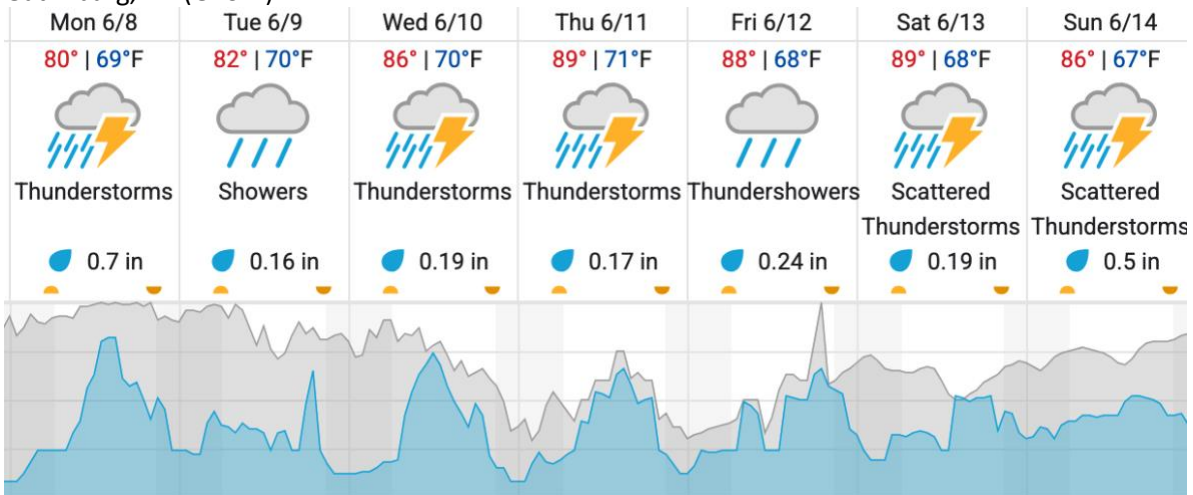 Mon 6/8 Tue 6/9 Wed 6/10 Thu 6/11 Fri 6/12 Sat 6/13 Sun 6/14
80° | 69°F 82° | 70°F 86° | 70°F 89° | 71°F 88° | 68°F 89° | 68°F 86° | 67°F
Thunderstorms Showers Thunderstorms Thunderstorms Thundershowers Scattered Scattered
Thunderstorms Thunderstorms
0.7 in 0.16 in 0.19 in 0.17 in 0.24 in 0.19 in 0.5 in